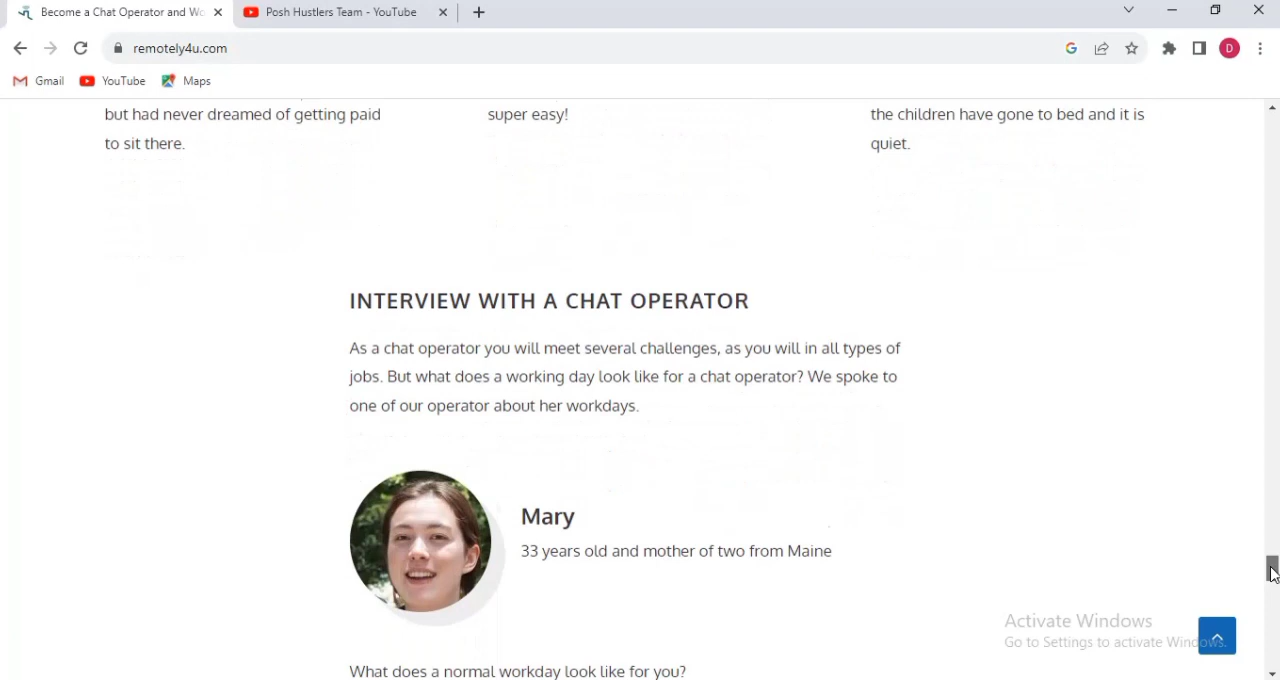 Become a Chat Operator and Wo
Posh Hustlers Team - YouTube
remotely4u.com
G
D
Gmail
YouTube
Maps
but had never dreamed of getting paid
to sit there.
super easy!
the children have gone to bed and it is
quiet.
INTERVIEW WITH A CHAT OPERATOR
As a chat operator you will meet several challenges, as you will in all types of
jobs. But what does a working day look like for a chat operator? We spoke to
one of our operator about her workdays.
Mary
33 years old and mother of two from Maine
Activate Windows
Go to Settings to activate Windows.
What does a normal workday look like for you?